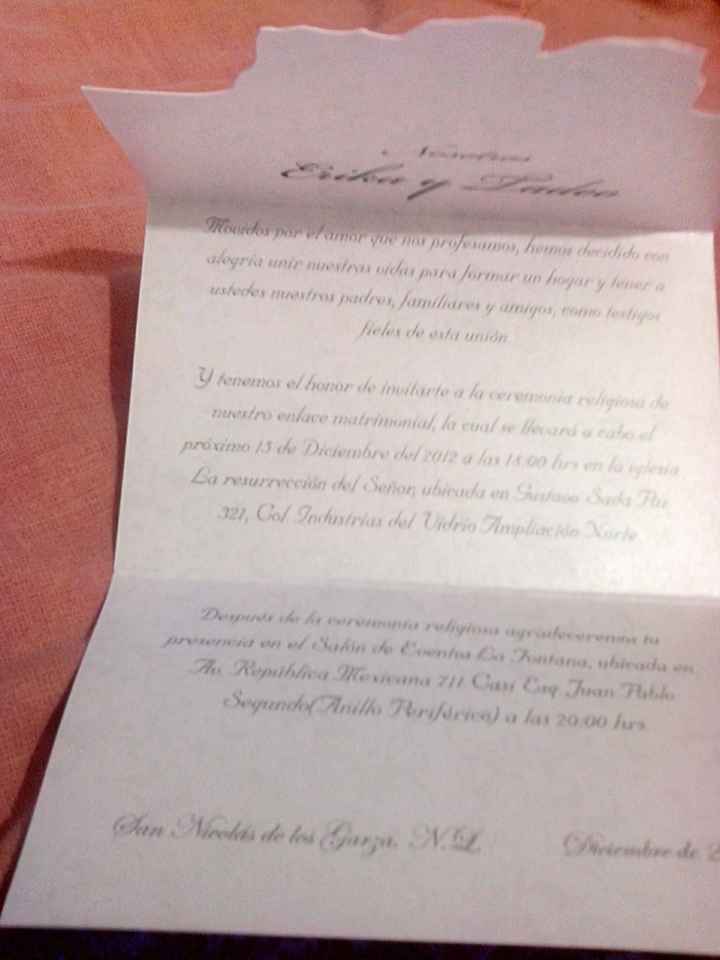 Nosotros
Erika y Tadeo
Movidos por el amor que nos profesamos, hemos decidido con
alegría unir nuestras vidas para formar un hogar y tener a
ustedes nuestros padres, familiares y amigos, como testigos
fieles de esta unión
Y tenemos el honor de invitarte a la ceremonia religiosa de
nuestro enlace matrimonial, la cual se llevará a cabo el
próximo 15 de Diciembre del 2012 a las 18:00 hrs en la iglesia
La resurrección del Señor, ubicada en Gustavo Sada Paz
321, Col. Industrias del Vidrio Ampliación Norte
Después de la ceremonia religiosa agradeceremos tu
presencia en el Salón de Eventos La Fontana, ubicada en
Av. República Mexicana 711 Casi Esq. Juan Pablo
Segundo(Anillo Periférico) a las 20:00 hrs
San Nicolás de los Garza, N.L. Diciembre de